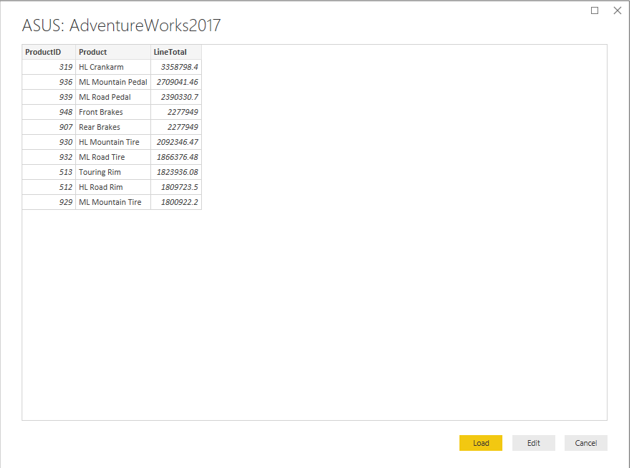 ASUS: AdventureWorks2017
ProductID Product LineTotal
319 HL Crankarm 3358798.4
936 ML Mountain Pedal 2709041.46
939 ML Road Pedal 2390330.7
948 Front Brakes 2277949
907 Rear Brakes 2277949
930 HL Mountain Tire 2092346.47
932 ML Road Tire 1866376.48
513 Touring Rim 1823936.08
512 HL Road Rim 1809723.5
929 ML Mountain Tire 1800922.2
Load Edit Cancel